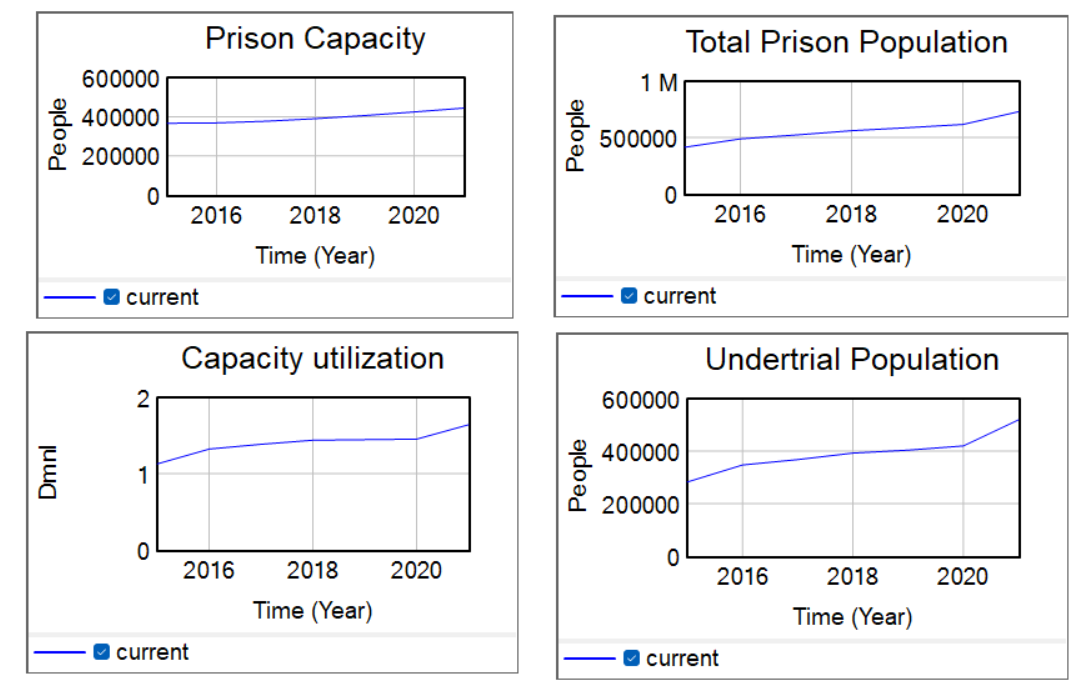 Prison Capacity
600000
400000
200000
0
People
2016 2018 2020
Time (Year)
current
Total Prison Population
1 M
500000
0
People
2016 2018 2020
Time (Year)
current
Capacity utilization
2
1
0
Dmnl
2016 2018 2020
Time (Year)
current
Undertrial Population
600000
400000
200000
0
People
2016 2018 2020
Time (Year)
current